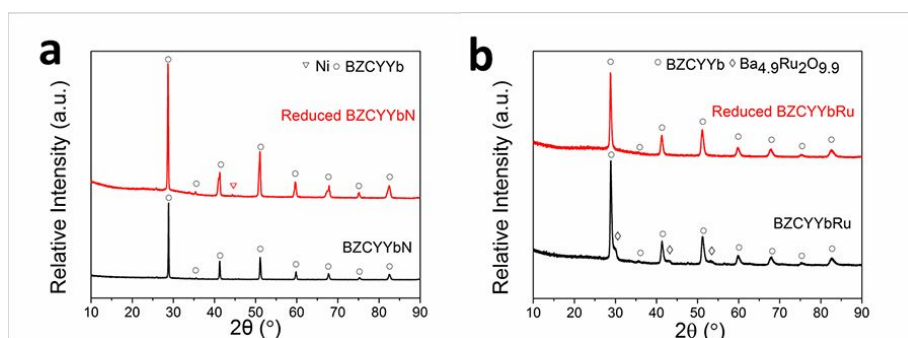 a
▽ Ni ○ BZCYYb
Reduced BZCYYbN
BZCYYbN
Relative Intensity (a.u.)
10 20 30 40 50 60 70 80 90
2θ (°)
b
○ BZCYYb ◇ Ba4.9Ru2O9.9
Reduced BZCYYbRu
BZCYYbRu
Relative Intensity (a.u.)
10 20 30 40 50 60 70 80 90
2θ (°)